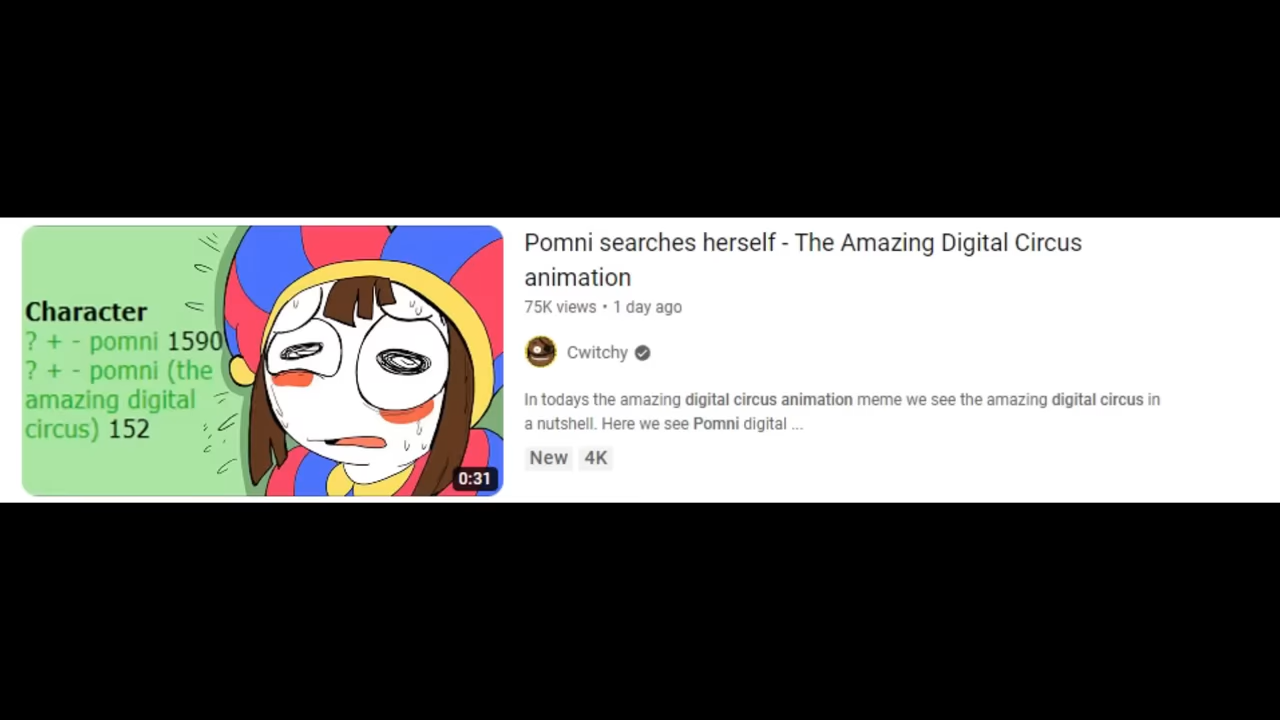 Character
? + - pomni 1590
? + - pomni (the
amazing digital
circus) 152
0:31
Pomni searches herself - The Amazing Digital Circus
animation
75K views • 1 day ago
Cwitchy
In todays the amazing digital circus animation meme we see the amazing digital circus in
a nutshell. Here we see Pomni digital ...
New 4K